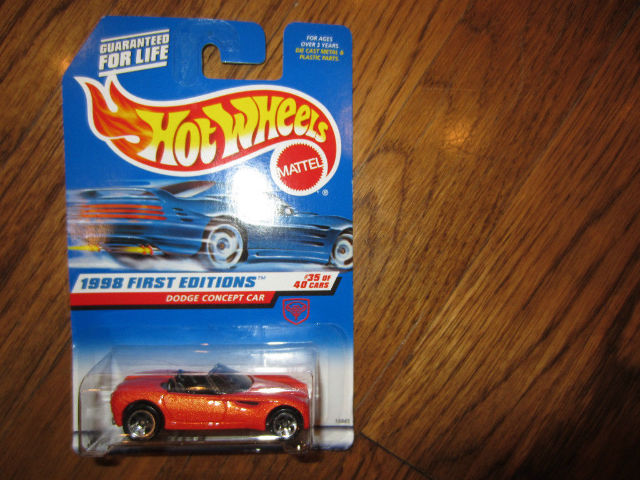 GUARANTEED
FOR LIFE
FOR AGES
OVER 3 YEARS
DIE CAST METAL &
PLASTIC PARTS.
HOT WHEELS
MATTEL
®
1998 FIRST EDITIONS™
#35 OF
40 CARS
DODGE CONCEPT CAR